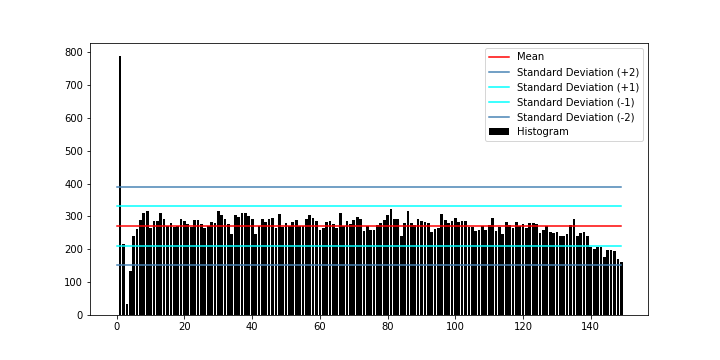 800
700
600
500
400
300
200
100
0
0 20 40 60 80 100 120 140
Mean
Standard Deviation (+2)
Standard Deviation (+1)
Standard Deviation (-1)
Standard Deviation (-2)
Histogram